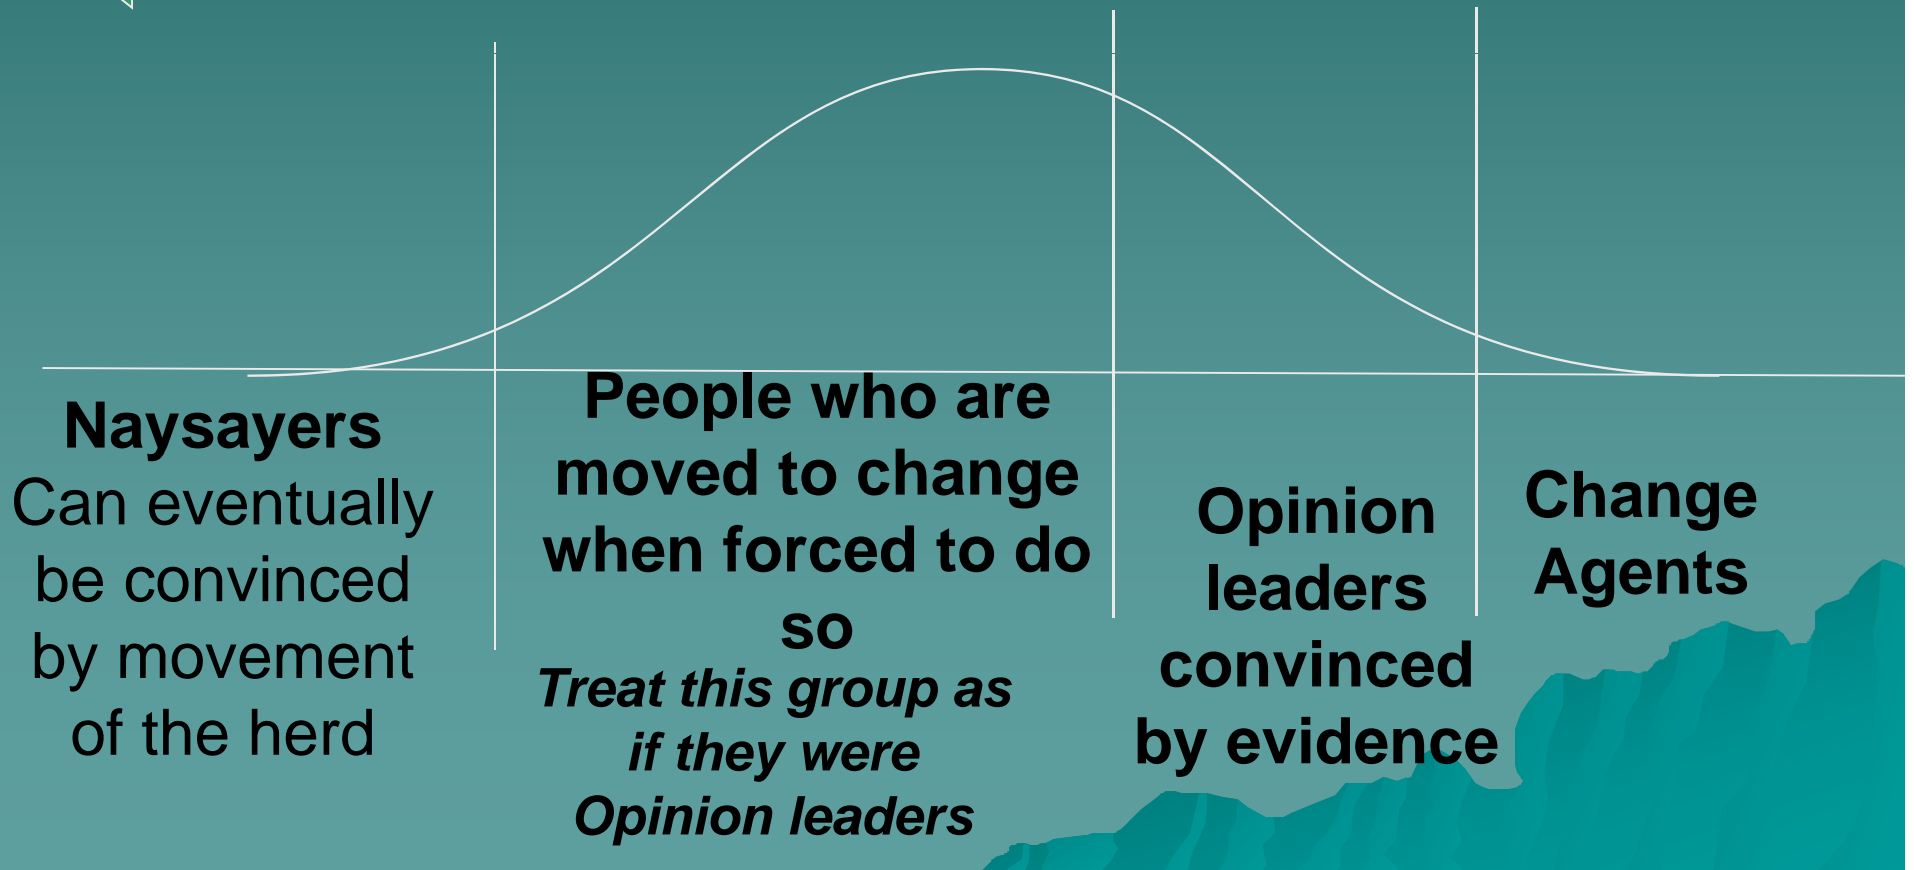 Naysayers
Can eventually
be convinced
by movement
of the herd
People who are
moved to change
when forced to do
so
Treat this group as
if they were
Opinion leaders
Opinion
leaders
convinced
by evidence
Change
Agents